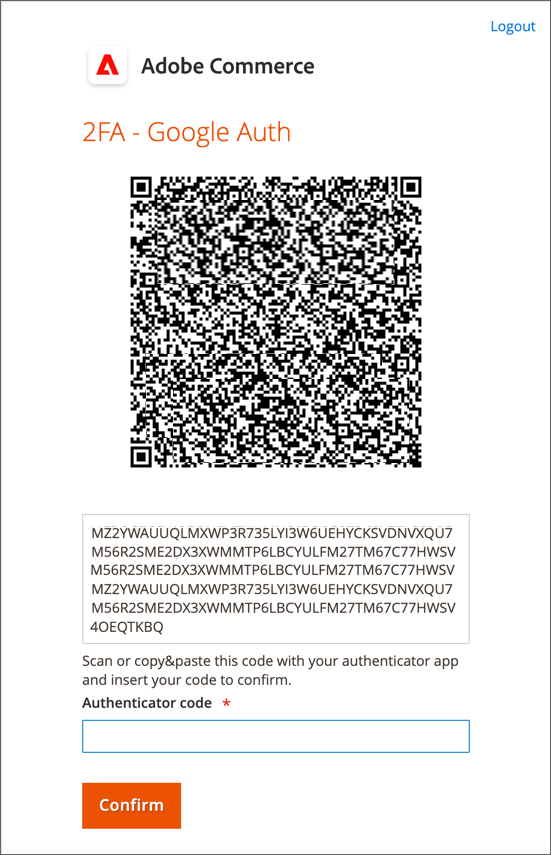 Logout
Adobe Commerce
2FA - Google Auth
MZ2YWAUUQLMXWP3R735LYI3W6UEHYCKSVDNVXQU7
M56R2SME2DX3XWMMTP6LBCYULFM27TM67C77HWSV
M56R2SME2DX3XWMMTP6LBCYULFM27TM67C77HWSV
MZ2YWAUUQLMXWP3R735LYI3W6UEHYCKSVDNVXQU7
M56R2SME2DX3XWMMTP6LBCYULFM27TM67C77HWSV
4OEQTKBQ
Scan or copy&paste this code with your authenticator app
and insert your code to confirm.
Authenticator code *
Confirm